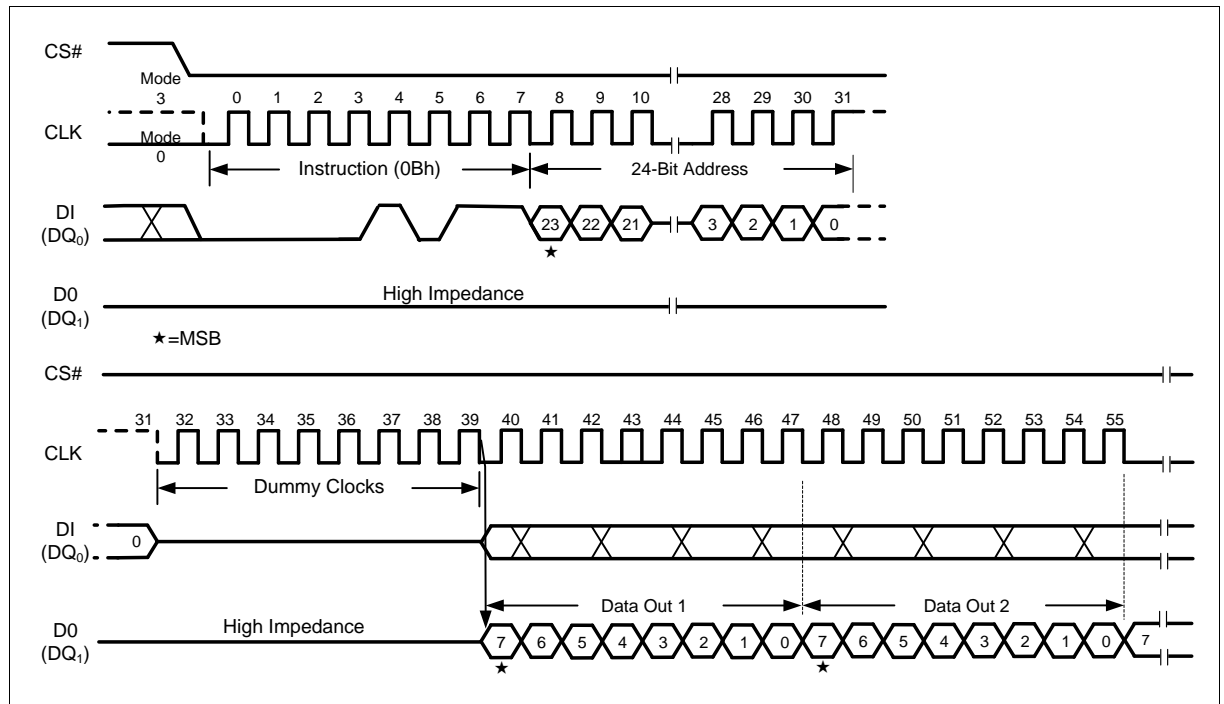 CS#
Mode
3
0 1 2 3 4 5 6 7 8 9 10 28 29 30 31
CLK
Mode
0
Instruction (0Bh) 24-Bit Address
DI
(DQ0)
23 22 21 3 2 1 0
★
D0
(DQ1)
High Impedance
★=MSB
CS#
31 32 33 34 35 36 37 38 39 40 41 42 43 44 45 46 47 48 49 50 51 52 53 54 55
CLK
Dummy Clocks
DI
(DQ0)
0
Data Out 1 Data Out 2
D0
(DQ1)
High Impedance
7 6 5 4 3 2 1 0 7 6 5 4 3 2 1 0 7
★ ★